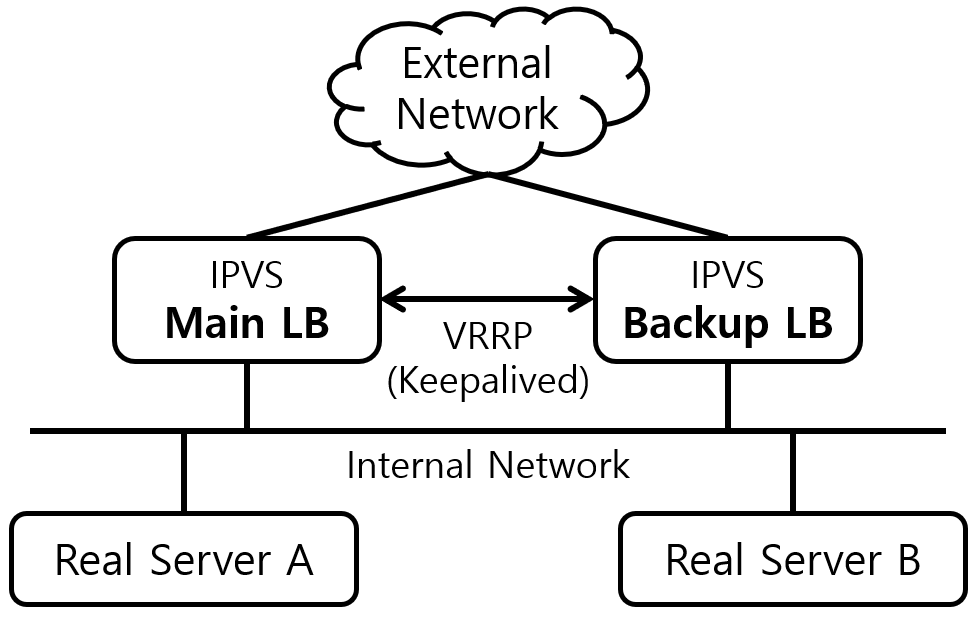 External
Network
IPVS
Main LB
IPVS
Backup LB
VRRP
(Keepalived)
Internal Network
Real Server A
Real Server B